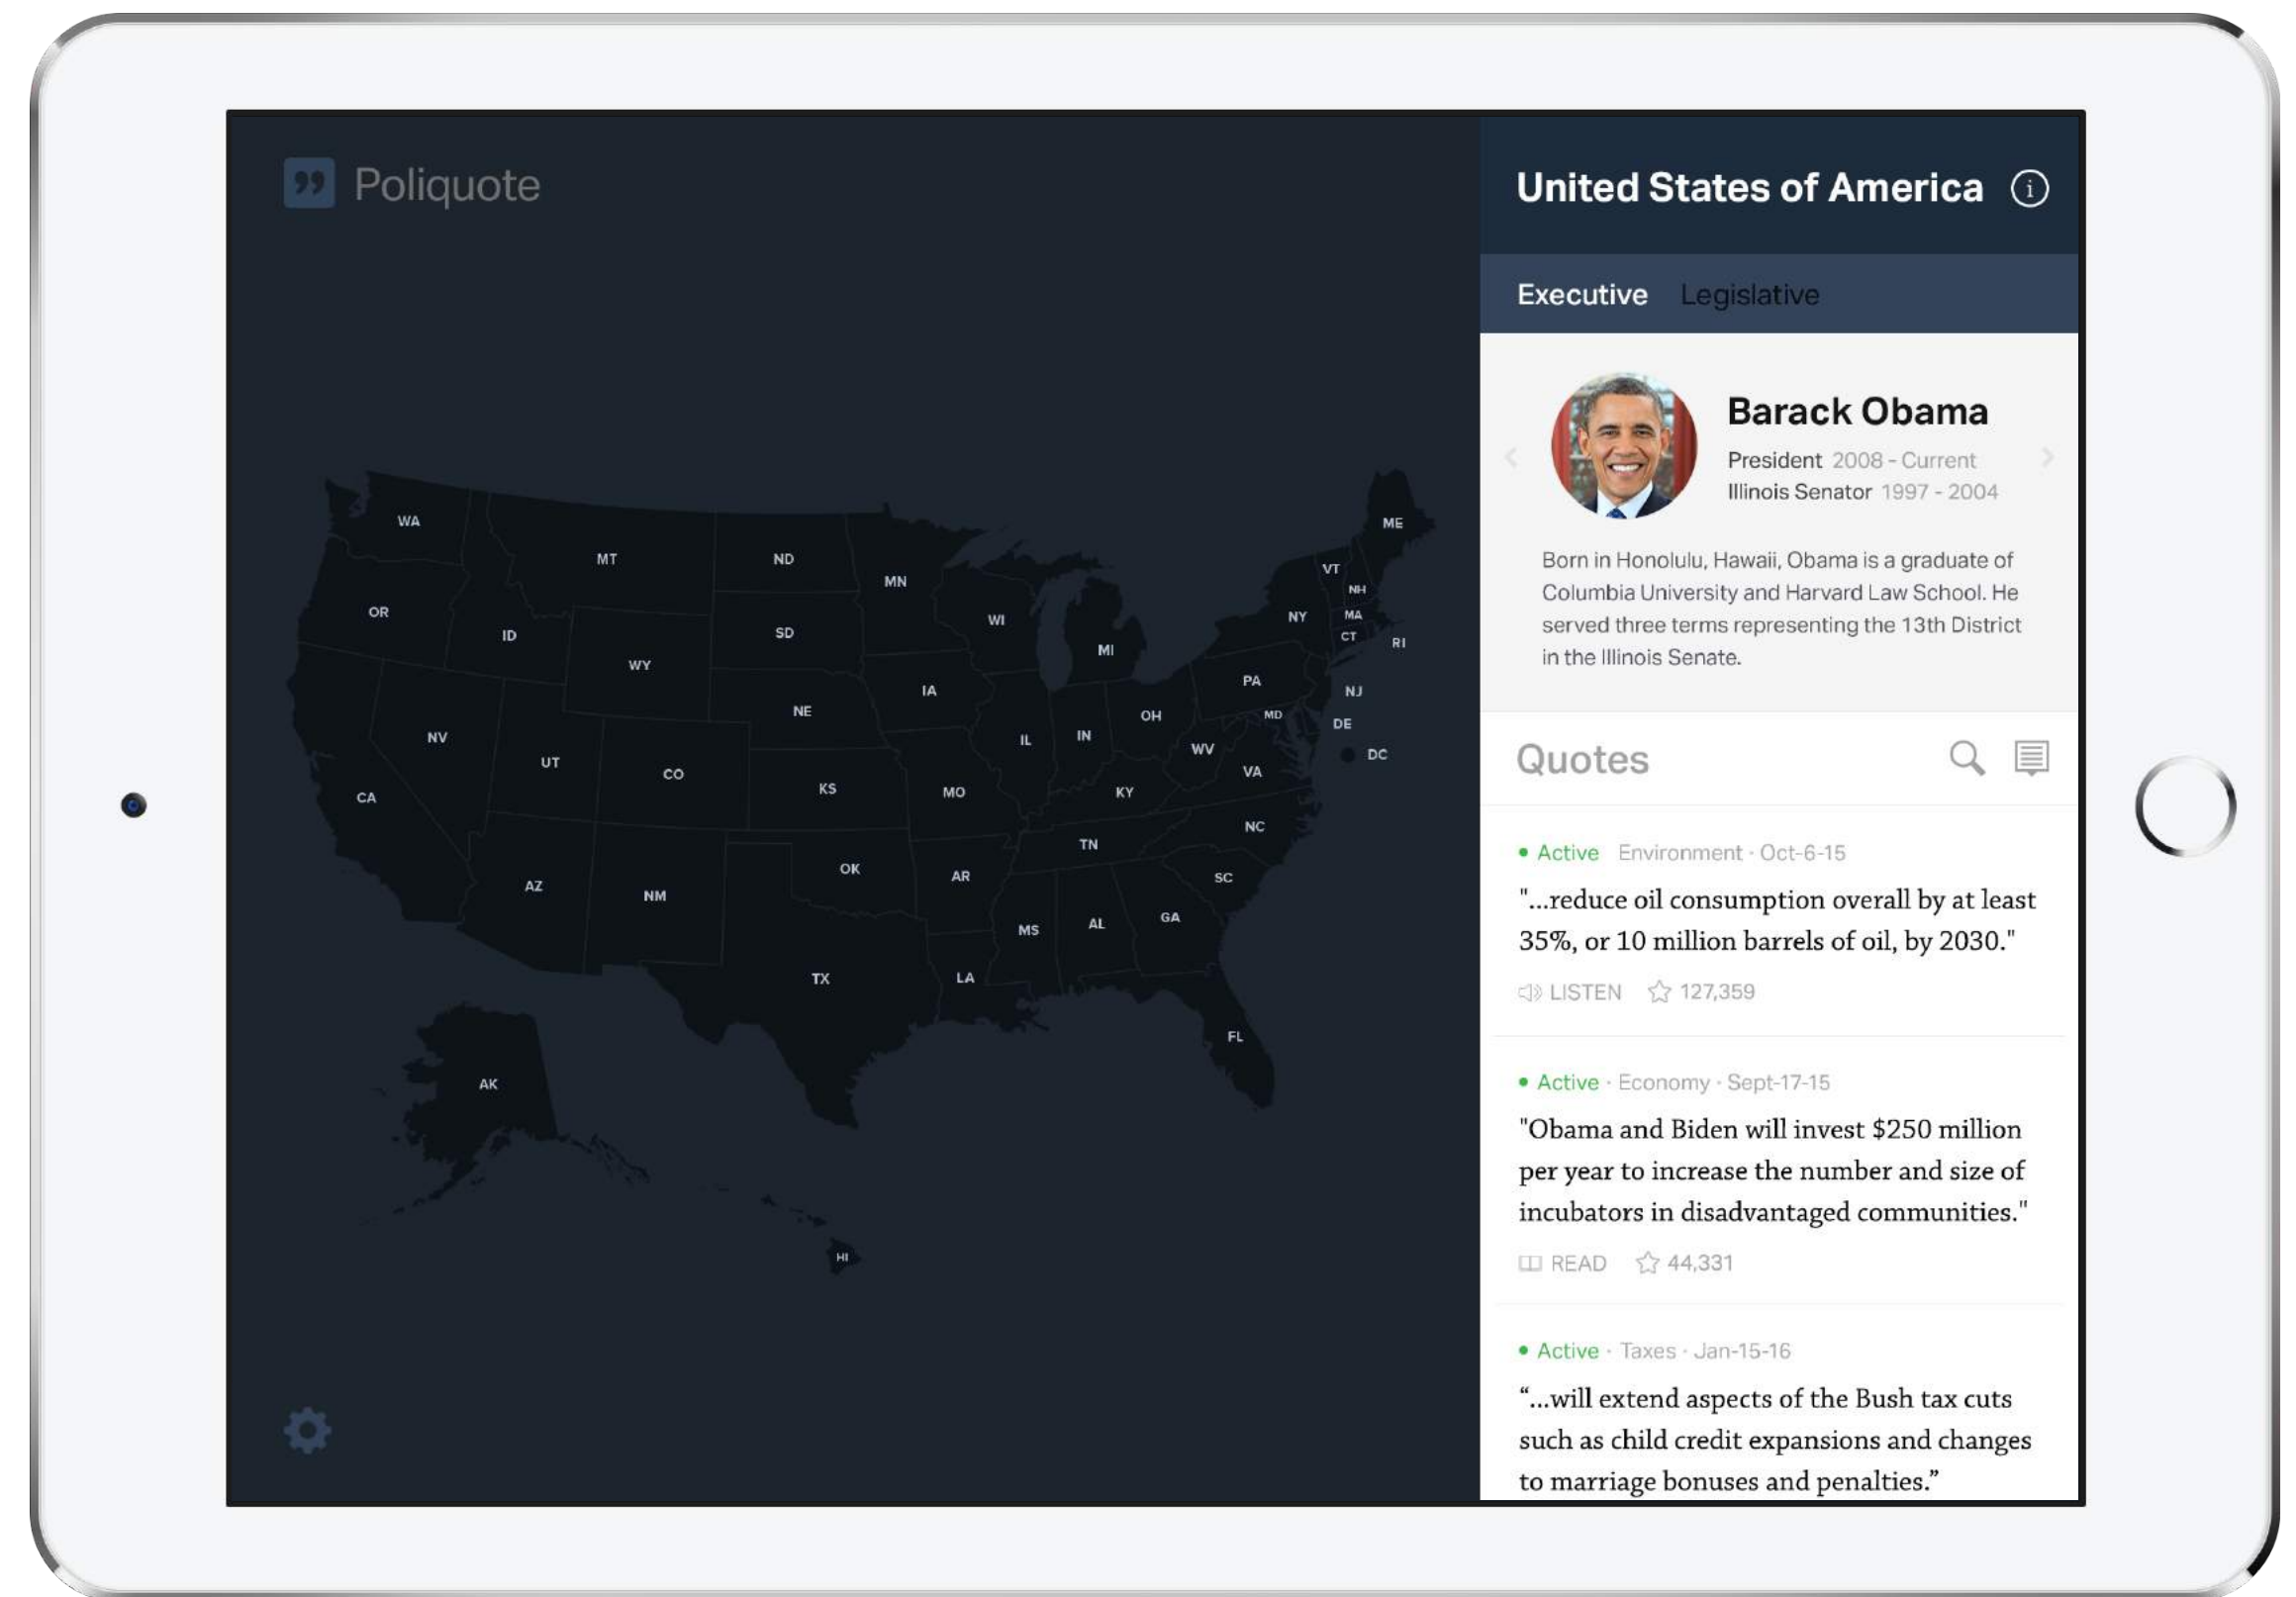 Poliquote
United States of America
Executive Legislative
Barack Obama
President 2008 - Current
Illinois Senator 1997 - 2004
Born in Honolulu, Hawaii, Obama is a graduate of
Columbia University and Harvard Law School. He
served three terms representing the 13th District
in the Illinois Senate.
Quotes
• Active Environment · Oct-6-15
"...reduce oil consumption overall by at least
35%, or 10 million barrels of oil, by 2030."
LISTEN 127,359
• Active · Economy · Sept-17-15
"Obama and Biden will invest $250 million
per year to increase the number and size of
incubators in disadvantaged communities."
READ 44,331
• Active · Taxes · Jan-15-16
“...will extend aspects of the Bush tax cuts
such as child credit expansions and changes
to marriage bonuses and penalties.”
WA
MT
ND
MN
ME
VT
NH
OR
ID
SD
WI
NY
MA
CT
RI
WY
MI
IA
PA
NJ
NE
OH
MD
DE
NV
UT
CO
IL
IN
WV
DC
VA
CA
KS
MO
KY
NC
TN
AZ
NM
OK
AR
SC
MS
AL
GA
TX
LA
FL
AK
HI